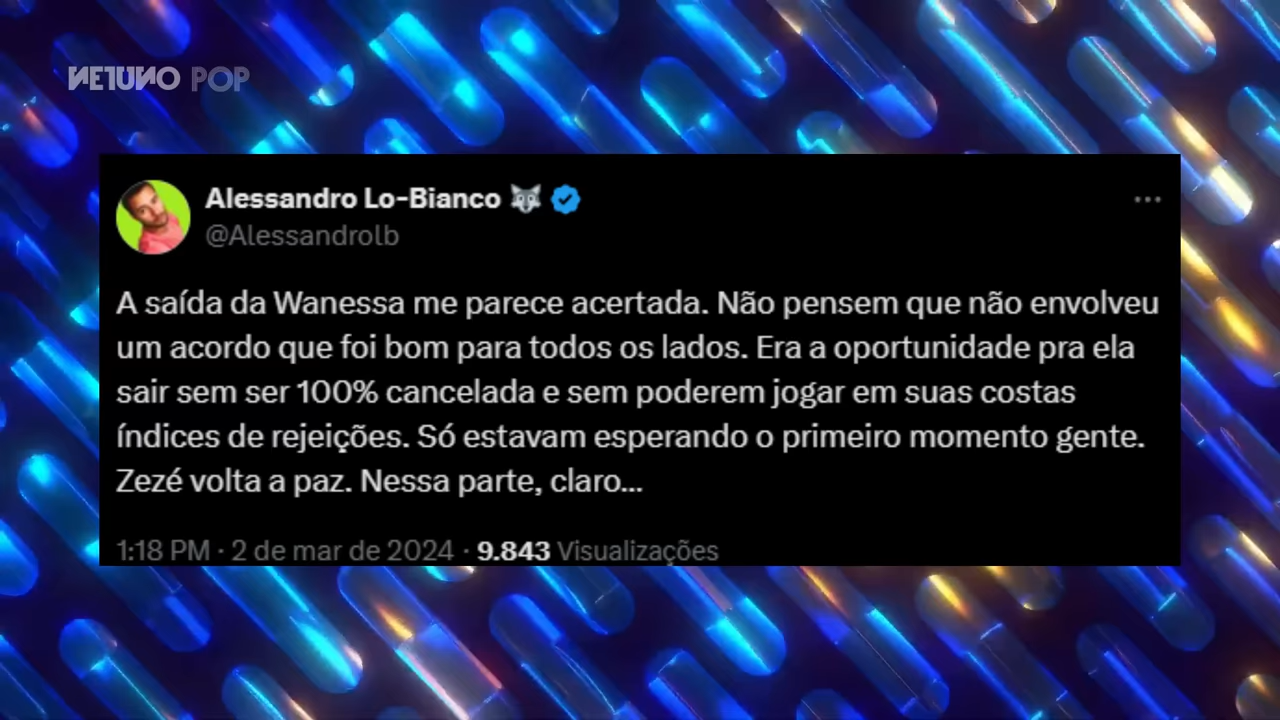 NETUNO POP
Alessandro Lo-Bianco
@Alessandrolb
A saída da Wanessa me parece acertada. Não pensem que não envolveu
um acordo que foi bom para todos os lados. Era a oportunidade pra ela
sair sem ser 100% cancelada e sem poderem jogar em suas costas
índices de rejeições. Só estavam esperando o primeiro momento gente.
Zezé volta a paz. Nessa parte, claro...
1:18 PM · 2 de mar de 2024 · 9.843 Visualizações